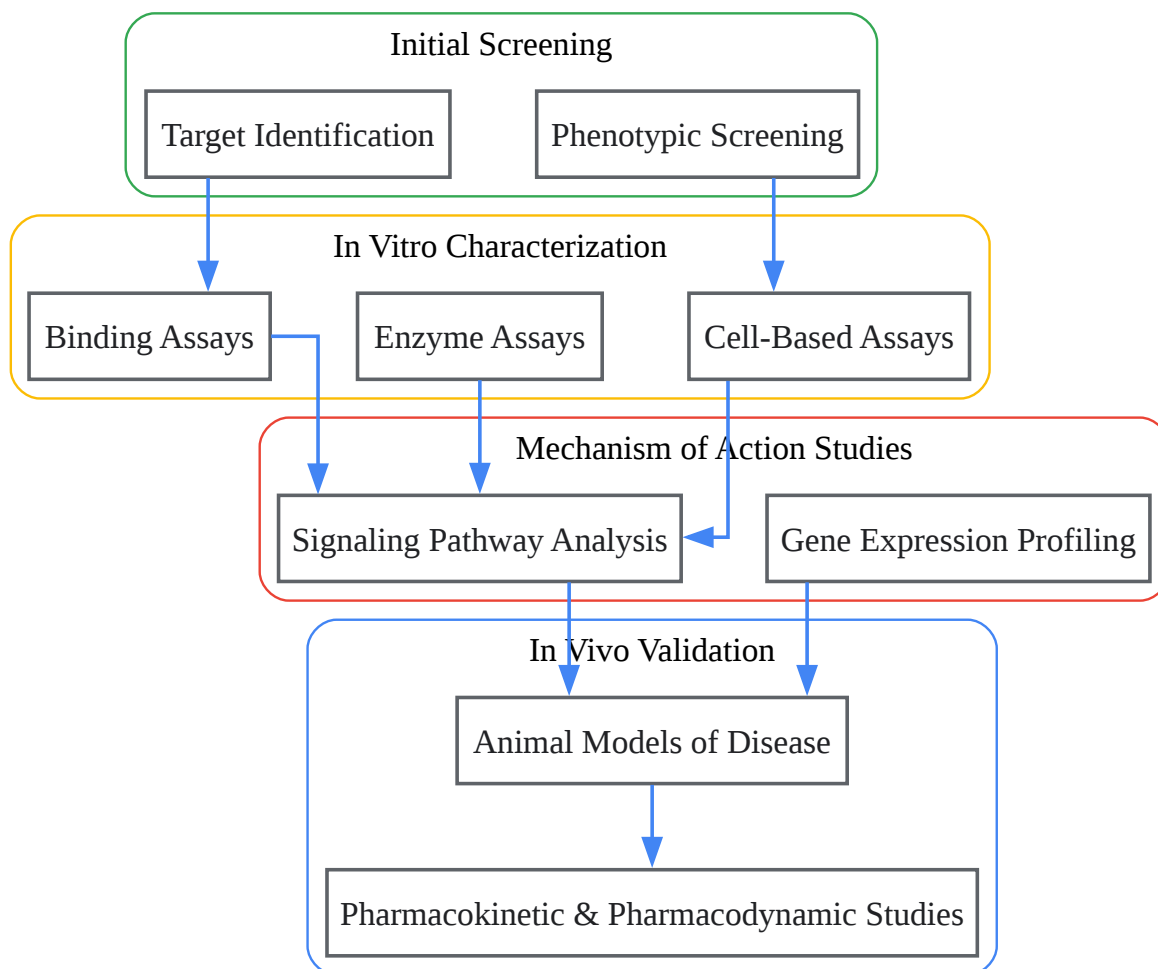 Initial Screening
Target Identification
Phenotypic Screening
In Vitro Characterization
Binding Assays
Enzyme Assays
Cell-Based Assays
Mechanism of Action Studies
Signaling Pathway Analysis
Gene Expression Profiling
In Vivo Validation
Animal Models of Disease
Pharmacokinetic & Pharmacodynamic Studies